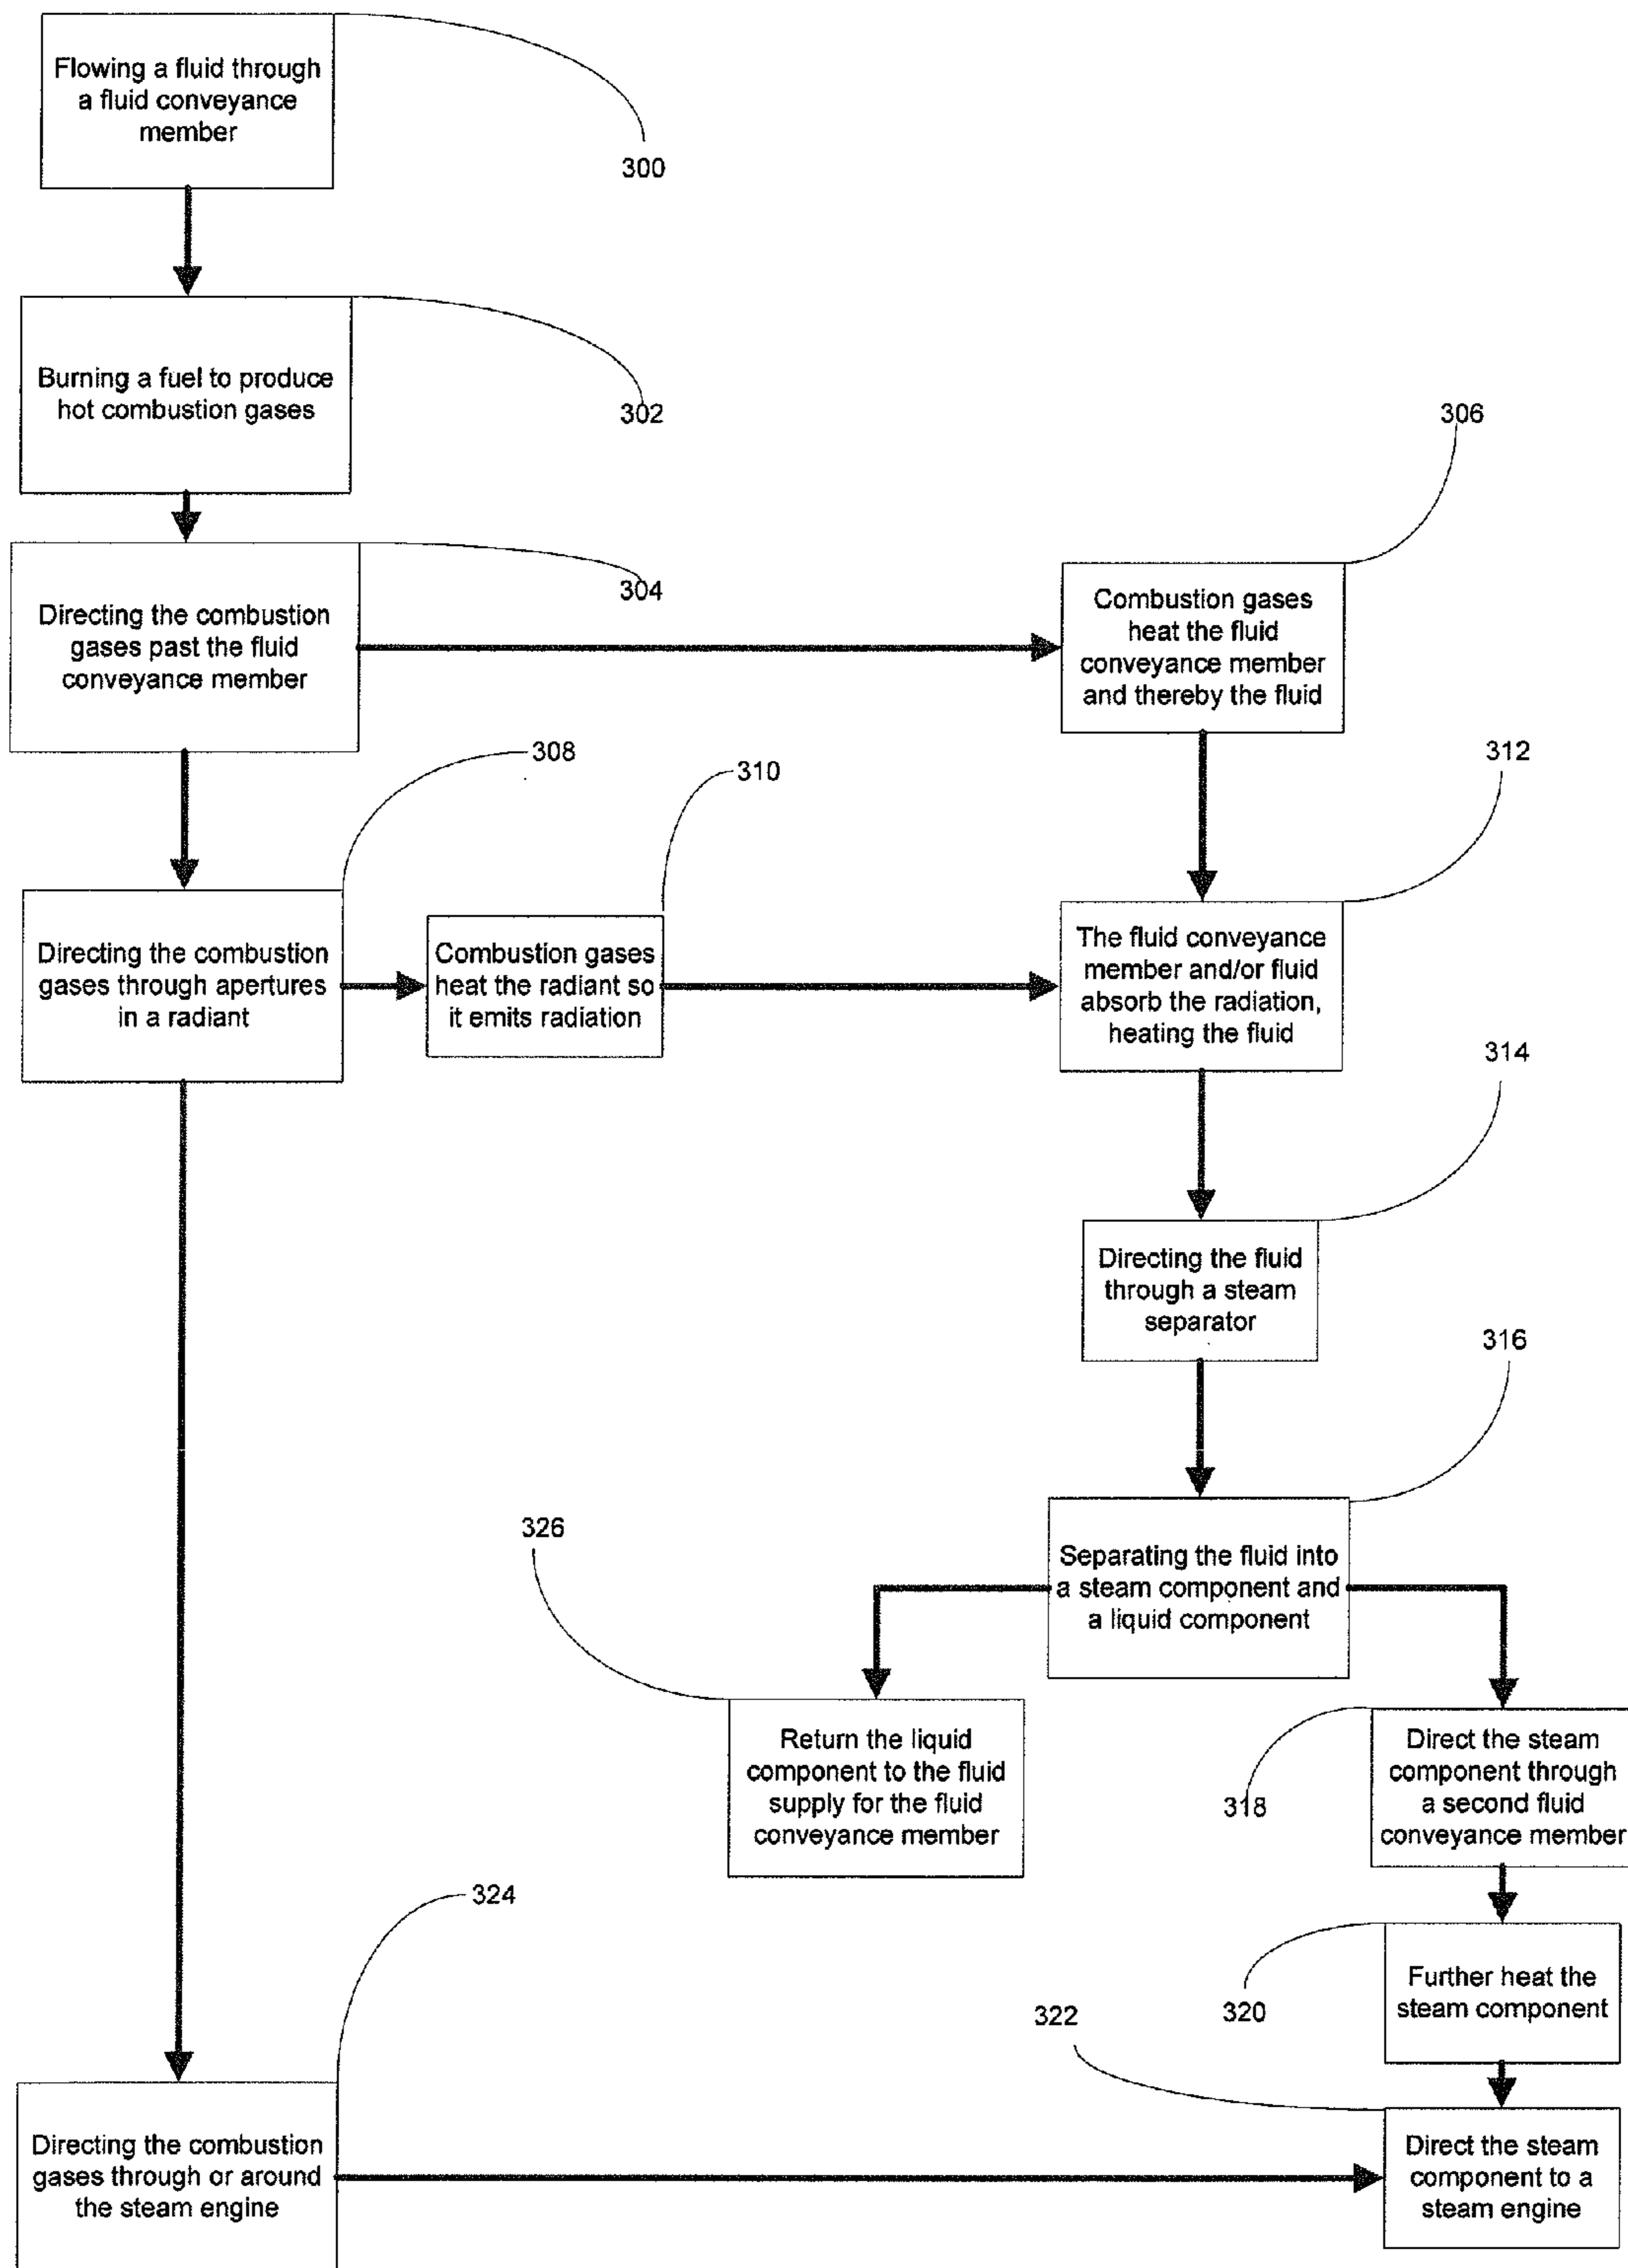 Flowing a fluid through
a fluid conveyance
member
300
Burning a fuel to produce
hot combustion gases
302
306
304
Directing the combustion
gases past the fluid
conveyance member
Combustion gases
heat the fluid
conveyance member
and thereby the fluid
308
310
312
Directing the combustion
gases through apertures
in a radiant
Combustion gases
heat the radiant so
it emits radiation
The fluid conveyance
member and/or fluid
absorb the radiation,
heating the fluid
314
Directing the fluid
through a steam
separator
316
326
Separating the fluid into
a steam component and
a liquid component
Return the liquid
component to the fluid
supply for the fluid
conveyance member
318
Direct the steam
component through
a second fluid
conveyance member
324
320
Further heat the
steam component
322
Directing the combustion
gases through or around
the steam engine
Direct the steam
component to a
steam engine